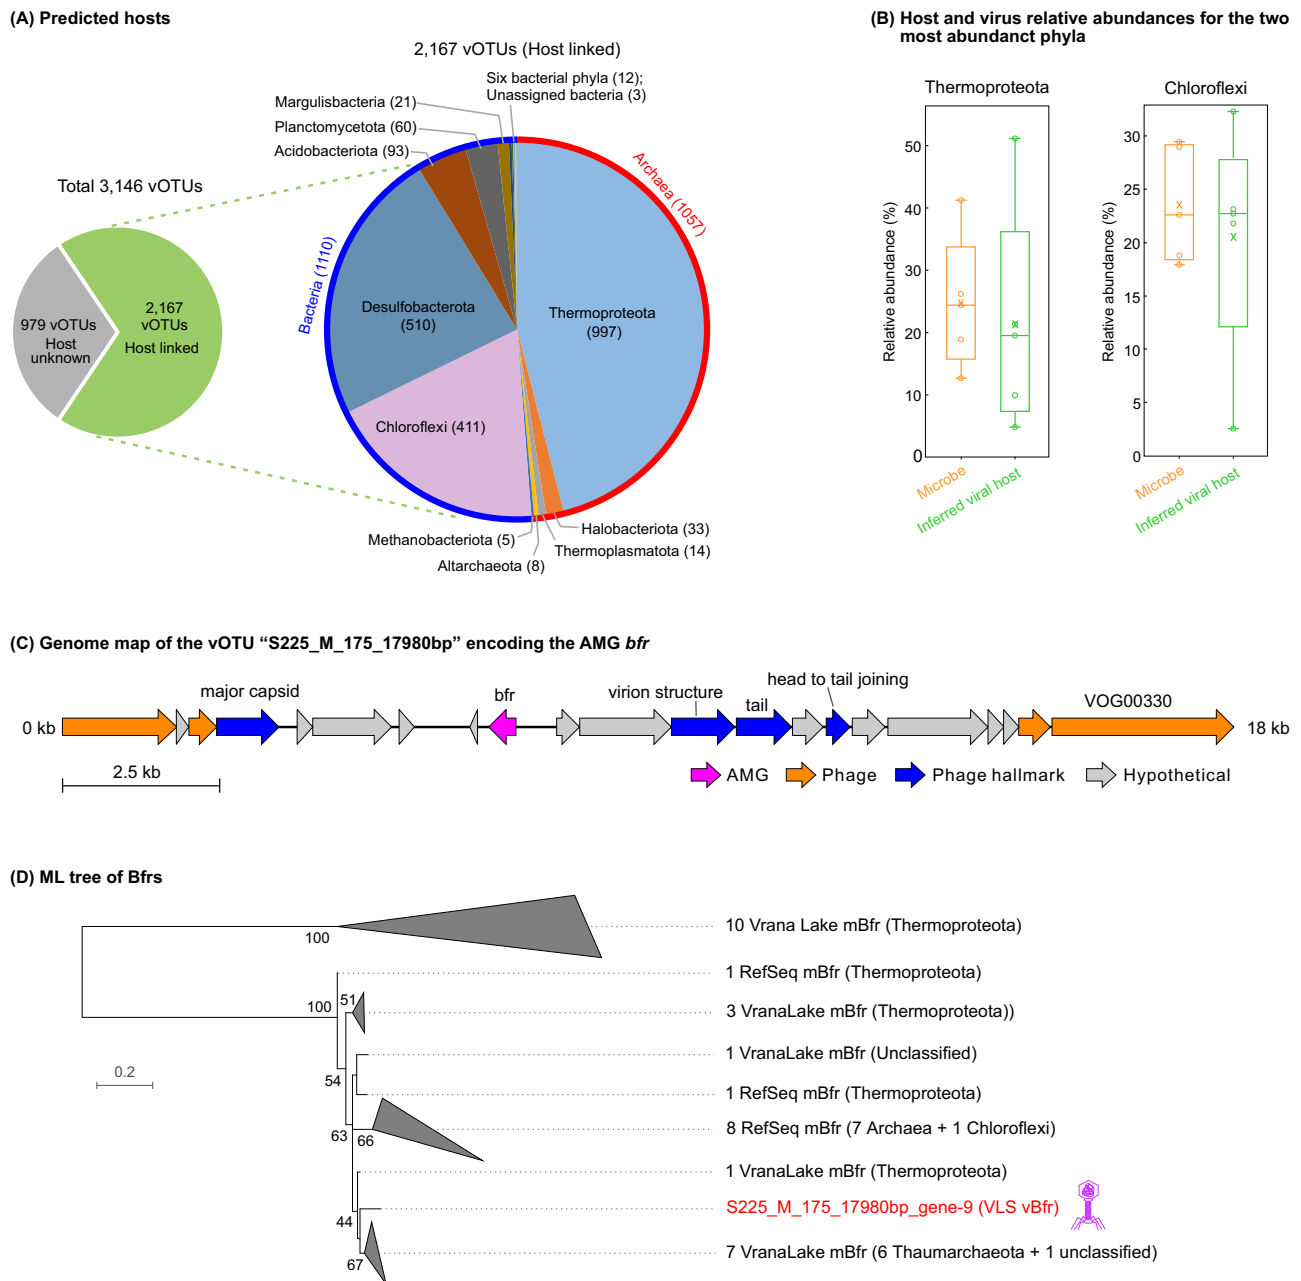 (A) Predicted hosts
2,167 vOTUs (Host linked)
Six bacterial phyla (12);
Unassigned bacteria (3)
Margulisbacteria (21)
Planctomycetota (60)
Acidobacteriota (93)
Total 3,146 vOTUs
Archaea (1057)
Bacteria (1110)
979 vOTUs
Host
unknown
2,167
vOTUs
Host linked
Desulfobacterota
(510)
Thermoproteota
(997)
Chloroflexi (411)
Methanobacteriota (5)
Altarchaeota (8)
Halobacteriota (33)
Thermoplasmatota (14)
(B) Host and virus relative abundances for the two
most abundanct phyla
Thermoproteota
Relative abundance (%)
50
40
30
20
10
0
Microbe
Inferred viral host
Chloroflexi
Relative abundance (%)
30
25
20
15
10
5
0
Microbe
Inferred viral host
(C) Genome map of the vOTU “S225_M_175_17980bp” encoding the AMG bfr
0 kb
major capsid
bfr
virion structure
tail
head to tail joining
VOG00330
18 kb
2.5 kb
AMG
Phage
Phage hallmark
Hypothetical
(D) ML tree of Bfrs
100
10 Vrana Lake mBfr (Thermoproteota)
1 RefSeq mBfr (Thermoproteota)
100
51
3 VranaLake mBfr (Thermoproteota))
1 VranaLake mBfr (Unclassified)
0.2
54
1 RefSeq mBfr (Thermoproteota)
63
66
8 RefSeq mBfr (7 Archaea + 1 Chloroflexi)
1 VranaLake mBfr (Thermoproteota)
S225_M_175_17980bp_gene-9 (VLS vBfr)
44
67
7 VranaLake mBfr (6 Thaumarchaeota + 1 unclassified)